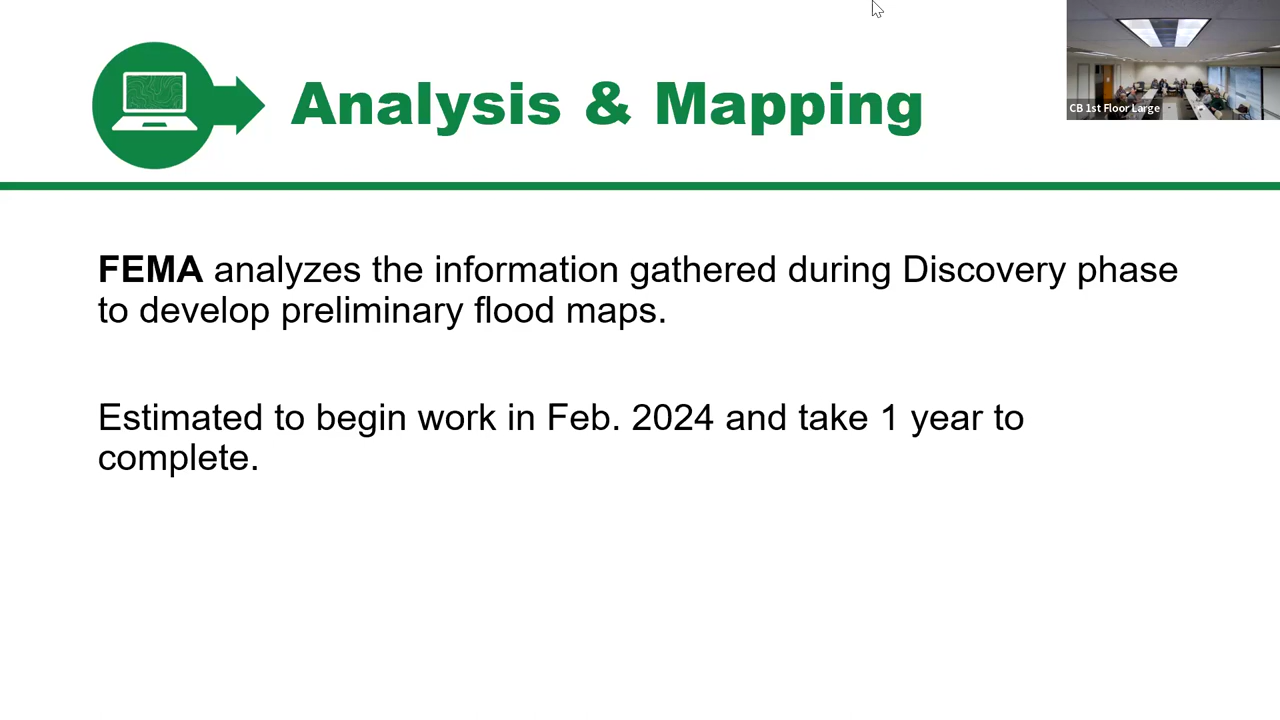 Analysis & Mapping
CB 1st Floor Large
FEMA analyzes the information gathered during Discovery phase
to develop preliminary flood maps.
Estimated to begin work in Feb. 2024 and take 1 year to
complete.